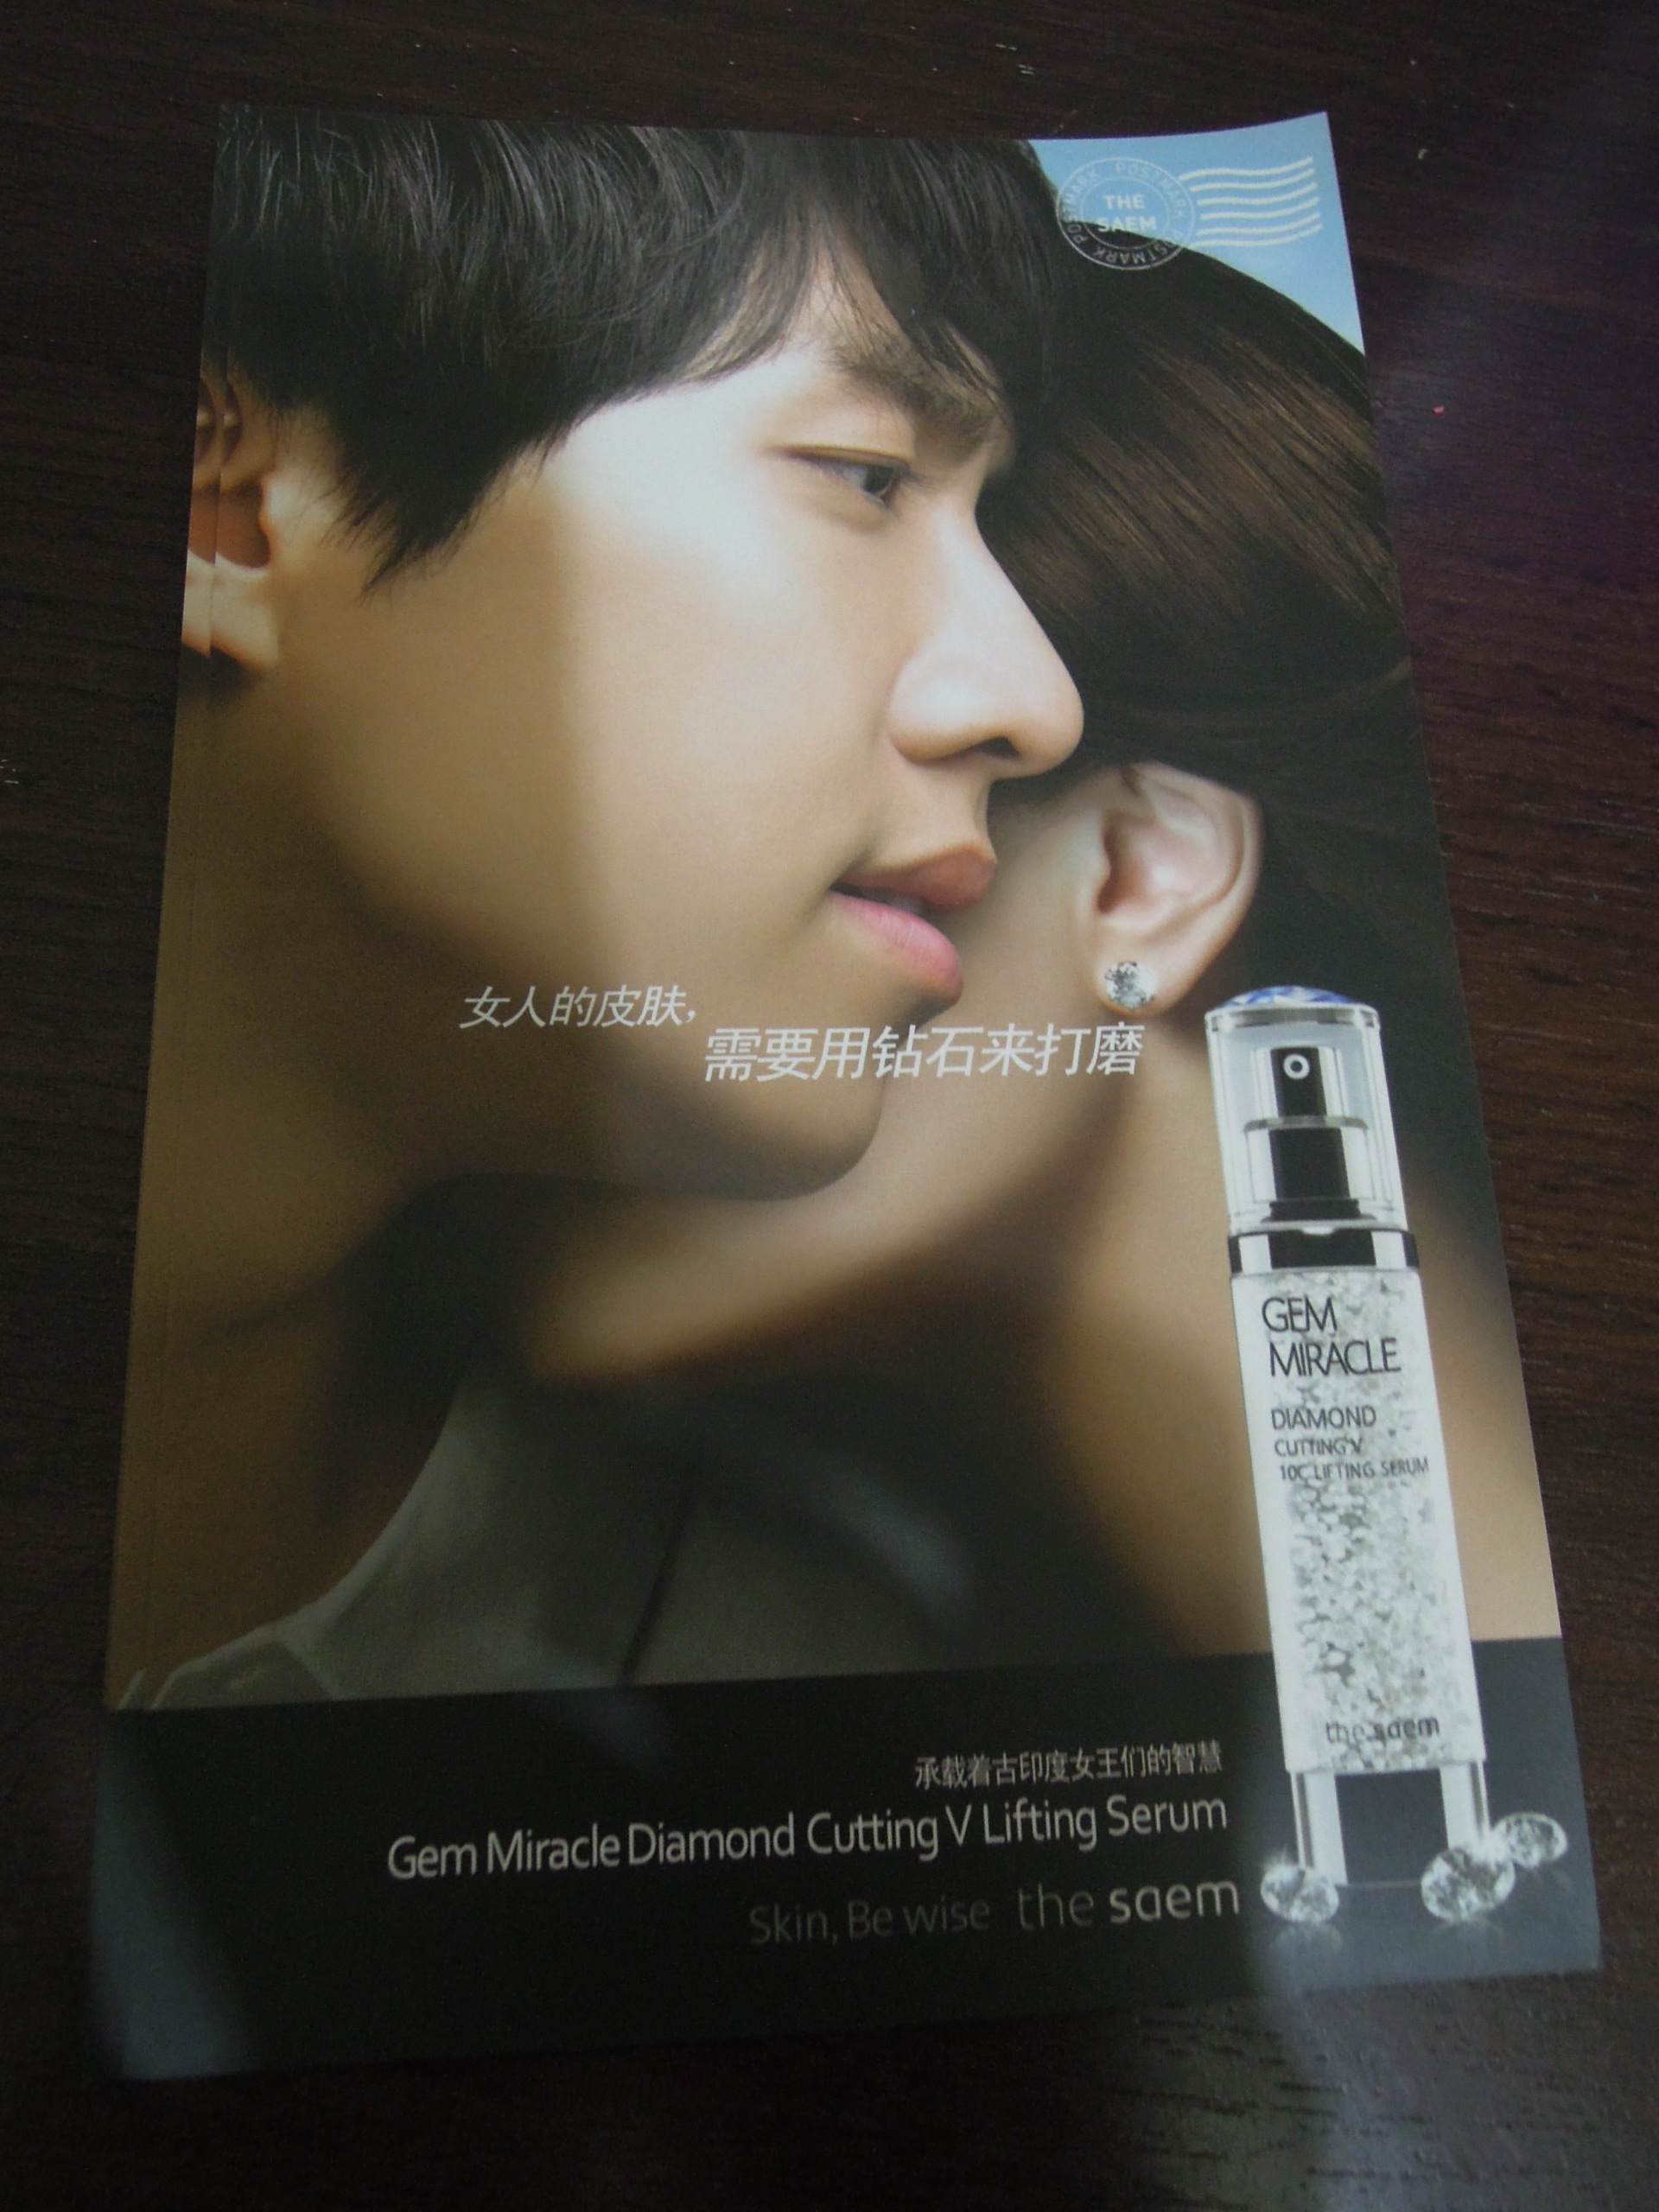 POSTMARK POSTMARK POSTMARK POSTMARK
THE
SAEM
女人的皮肤,
需要用钻石来打磨
GEM
MIRACLE
DIAMOND
CUTTING V
10C LIFTING SERUM
the saem
承载着古印度女王们的智慧
Gem Miracle Diamond Cutting V Lifting Serum
Skin, Be wise the saem